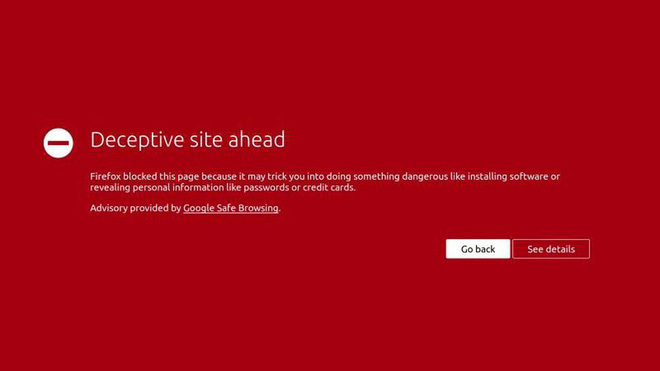 Deceptive site ahead
Firefox blocked this page because it may trick you into doing something dangerous like installing software or
revealing personal information like passwords or credit cards.
Advisory provided by Google Safe Browsing.
Go back See details